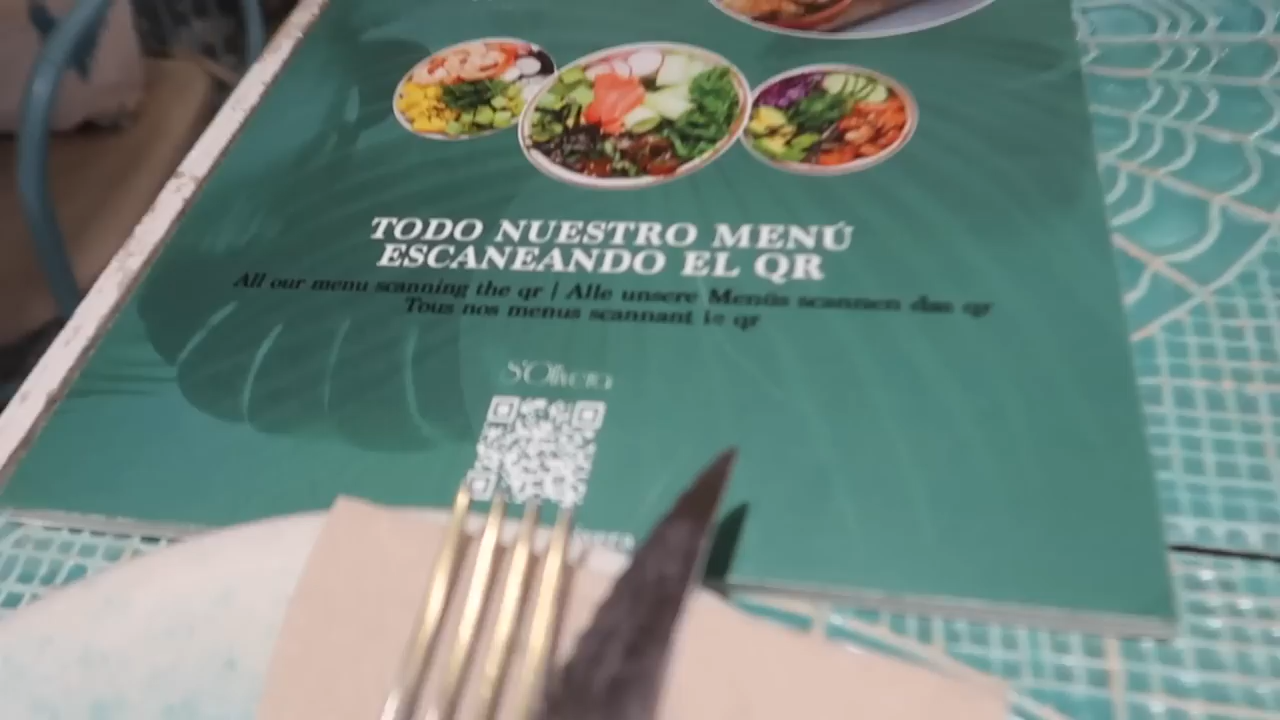 TODO NUESTRO MENÚ
ESCANEANDO EL QR
All our menu scanning the qr | Alle unsere Menüs scannen das qr
Tous nos menus scannant le qr
S'Olivera